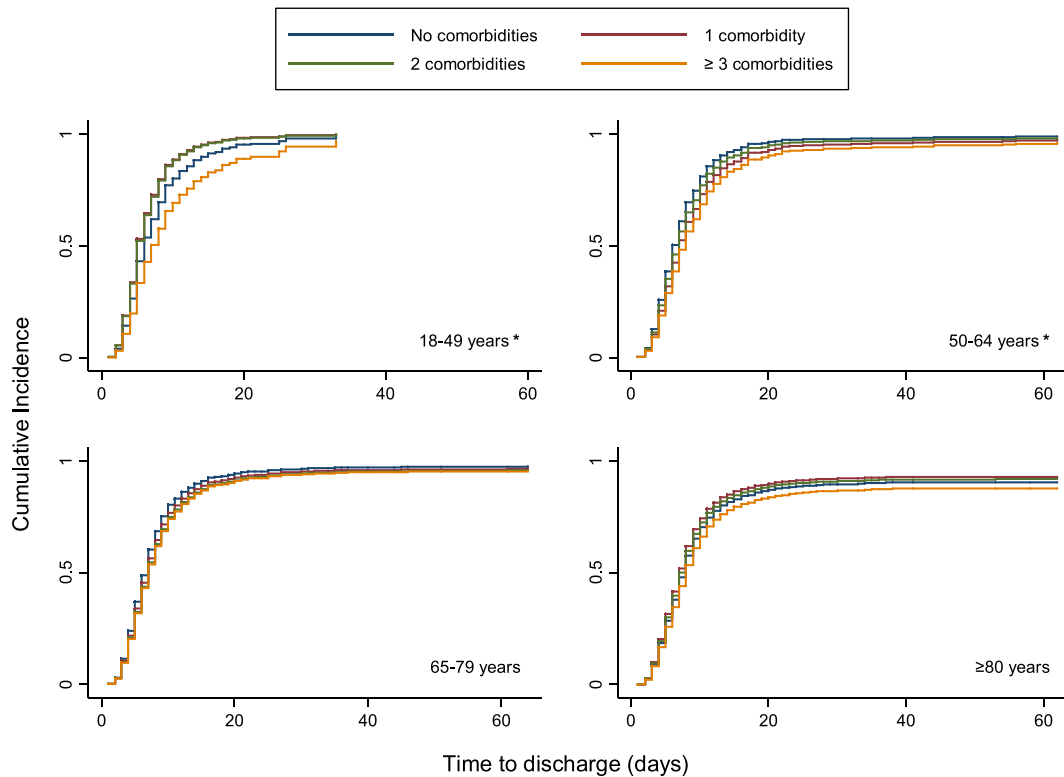 No comorbidities
1 comorbidity
2 comorbidities
≥ 3 comorbidities
Cumulative Incidence
1
0.5
0
18-49 years *
0
20
40
60
1
0.5
0
50-64 years *
0
20
40
60
1
0.5
0
65-79 years
0
20
40
60
1
0.5
0
≥80 years
0
20
40
60
Time to discharge (days)